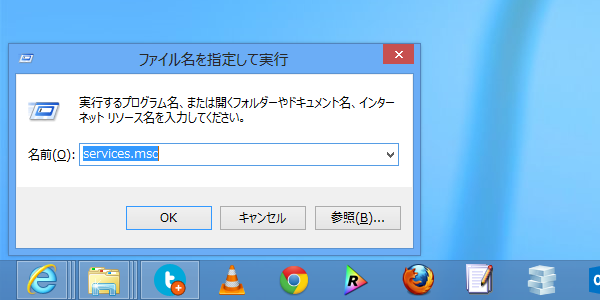 ファイル名を指定して実行
実行するプログラム名、または開くフォルダーやドキュメント名、インター
ネット リソース名を入力してください。
名前(O): services.msc
OK キャンセル 参照(B)...